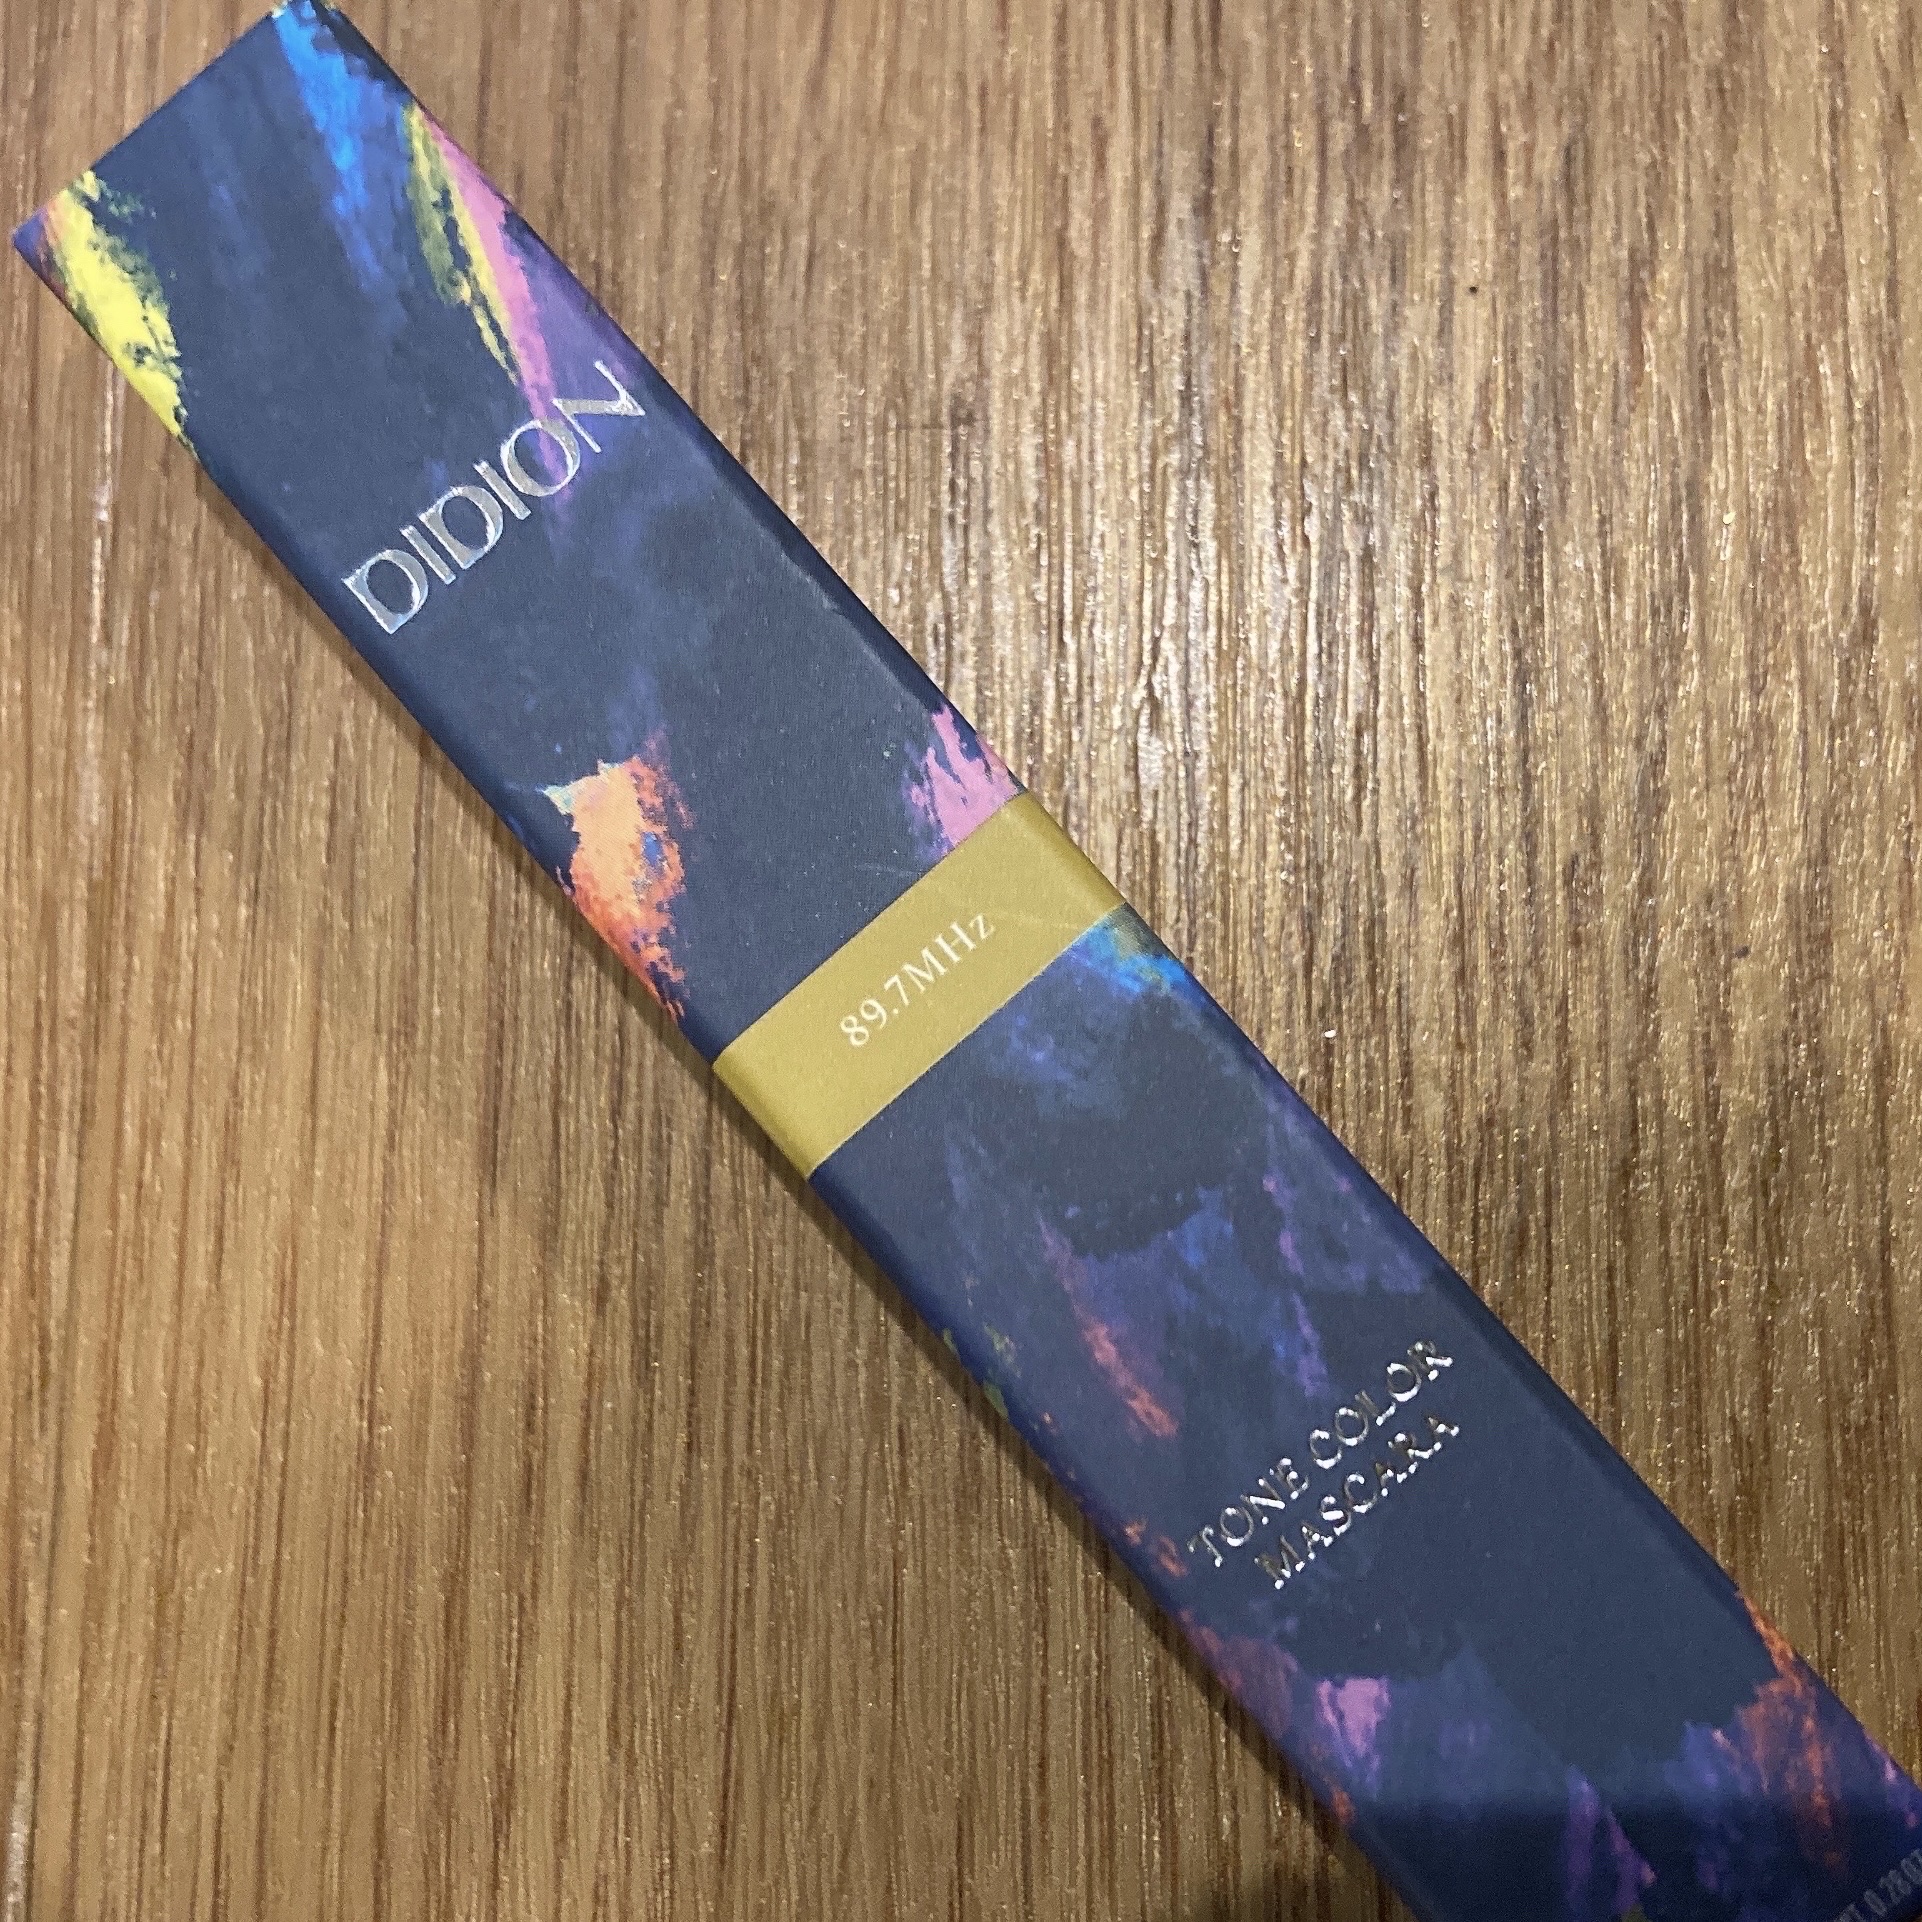 DIDION
89.7MHz
TONE COLOR
MASCARA